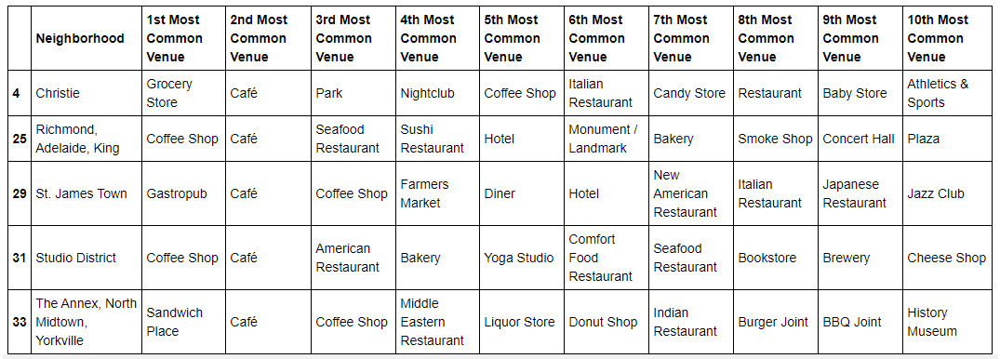 Neighborhood 1st Most Common Venue 2nd Most Common Venue 3rd Most Common Venue 4th Most Common Venue 5th Most Common Venue 6th Most Common Venue 7th Most Common Venue 8th Most Common Venue 9th Most Common Venue 10th Most Common Venue
4 Christie Grocery Store Café Park Nightclub Coffee Shop Italian Restaurant Candy Store Restaurant Baby Store Athletics & Sports
25 Richmond, Adelaide, King Coffee Shop Café Seafood Restaurant Sushi Restaurant Hotel Monument / Landmark Bakery Smoke Shop Concert Hall Plaza
29 St. James Town Gastropub Café Coffee Shop Farmers Market Diner Hotel New American Restaurant Italian Restaurant Japanese Restaurant Jazz Club
31 Studio District Coffee Shop Café American Restaurant Bakery Yoga Studio Comfort Food Restaurant Seafood Restaurant Bookstore Brewery Cheese Shop
33 The Annex, North Midtown, Yorkville Sandwich Place Café Coffee Shop Middle Eastern Restaurant Liquor Store Donut Shop Indian Restaurant Burger Joint BBQ Joint History Museum